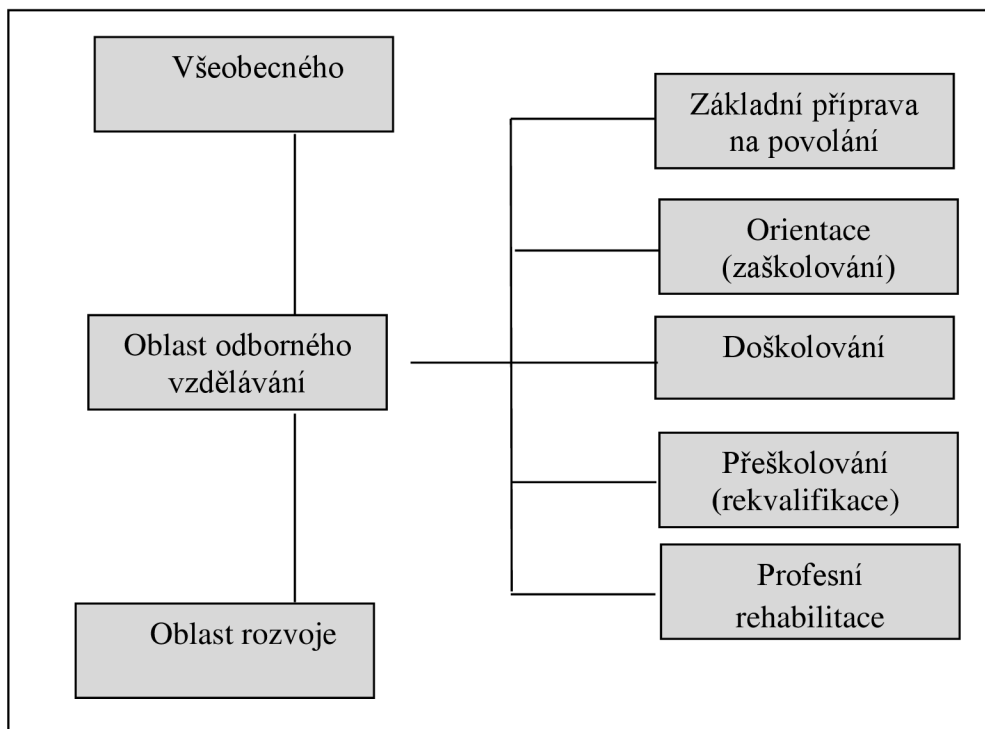 Všeobecného
Oblast odborného
vzdělávání
Oblast rozvoje
Základní příprava
na povolání
Orientace
(zaškolování)
Doškolování
Přeškolování
(rekvalifikace)
Profesní
rehabilitace